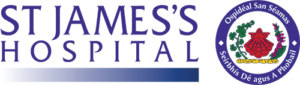 ST JAMES'S
HOSPITAL
Ospidéal San Séamas
Seirbhís Dé agus A Phobail